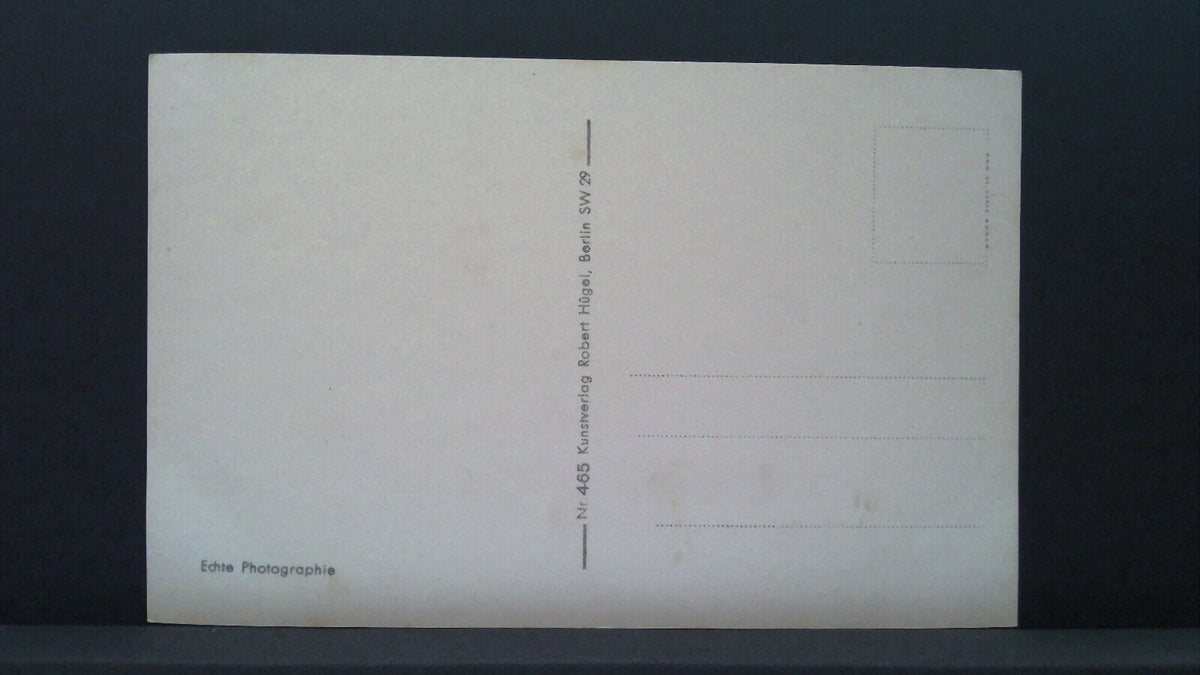 Nr 465 Kunstverlag Robert Hügel, Berlin SW 29
Echte Photographie